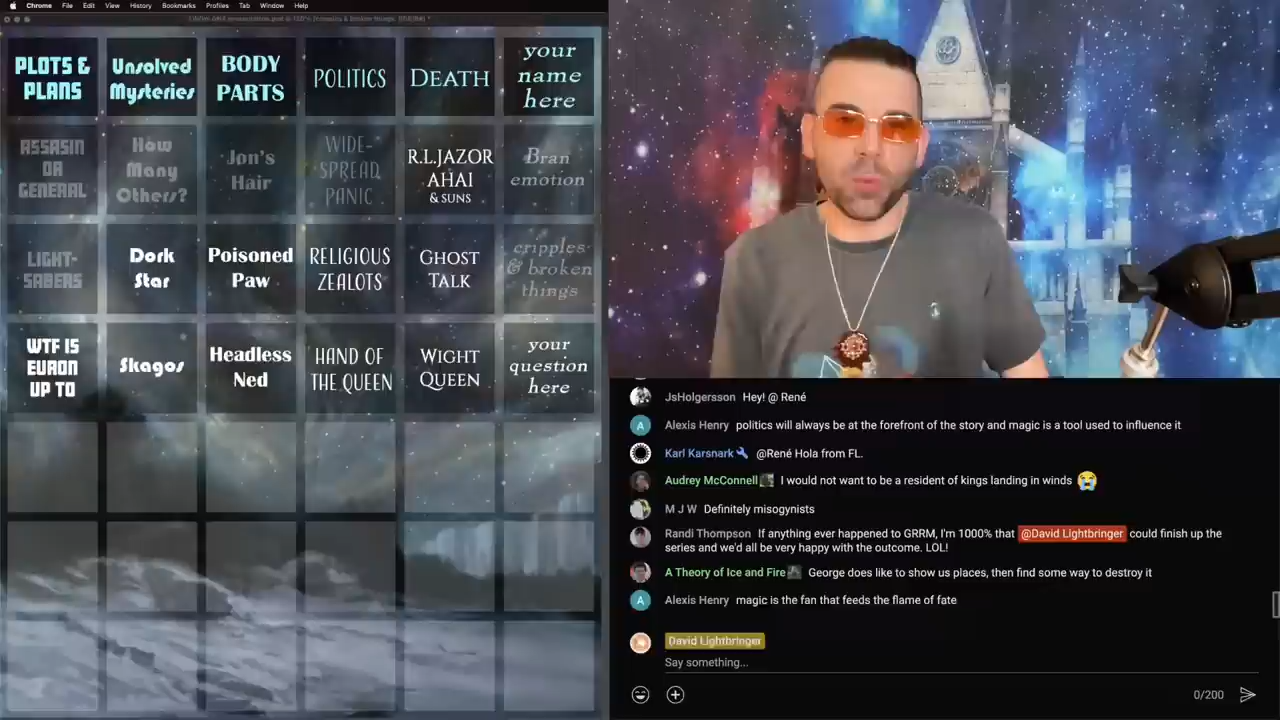 Chrome File Edit View History Bookmarks Profiles Tab Window Help
PLOTS &
PLANS
Unsolved
Mysteries
BODY
PARTS
POLITICS
DEATH
your
name
here
ASSASIN
OR
GENERAL
How
Many
Others?
Jon's
Hair
WIDE-
SPREAD
PANIC
R.L.JAZOR
AHAI
& SUNS
Bran
emotion
LIGHT-
SABERS
Dork
Star
Poisoned
Paw
RELIGIOUS
ZEALOTS
GHOST
TALK
cripples
& broken
things
WTF IS
EURON
UP TO
Skagos
Headless
Ned
HAND OF
THE QUEEN
WIGHT
QUEEN
your
question
here
JsHolgersson Hey! @ René
A Alexis Henry politics will always be at the forefront of the story and magic is a tool used to influence it
Karl Karsnark @René Hola from FL.
Audrey McConnell I would not want to be a resident of kings landing in winds
M J W Definitely misogynists
Randi Thompson If anything ever happened to GRRM, I'm 1000% that @David Lightbringer could finish up the
series and we'd all be very happy with the outcome. LOL!
A Theory of Ice and Fire George does like to show us places, then find some way to destroy it
A Alexis Henry magic is the fan that feeds the flame of fate
David Lightbringer
Say something...
0/200